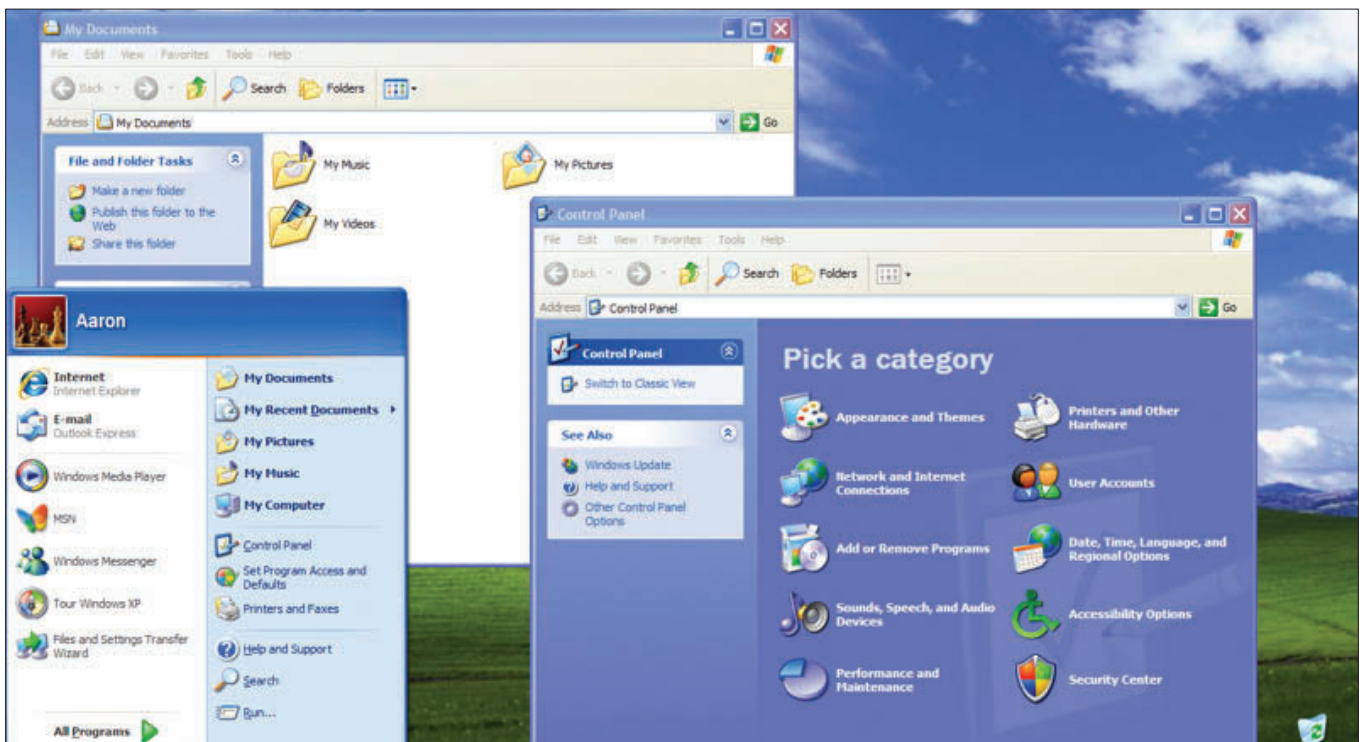 My Documents
File Edit View Favorites Tools Help
Back Search Folders
Address My Documents Go
File and Folder Tasks
Make a new folder
Publish this folder to the
Web
Share this folder
My Music
My Pictures
My Videos
Control Panel
File Edit View Favorites Tools Help
Back Search Folders
Address Control Panel Go
Control Panel
Switch to Classic View
See Also
Windows Update
Help and Support
Other Control Panel
Options
Pick a category
Appearance and Themes
Printers and Other
Hardware
Network and Internet
Connections
User Accounts
Add or Remove Programs
Date, Time, Language, and
Regional Options
Sounds, Speech, and Audio
Devices
Accessibility Options
Performance and
Maintenance
Security Center
Aaron
Internet
Internet Explorer
E-mail
Outlook Express
Windows Media Player
MSN
Windows Messenger
Tour Windows XP
Files and Settings Transfer
Wizard
All Programs
My Documents
My Recent Documents
My Pictures
My Music
My Computer
Control Panel
Set Program Access and
Defaults
Printers and Faxes
Help and Support
Search
Run...